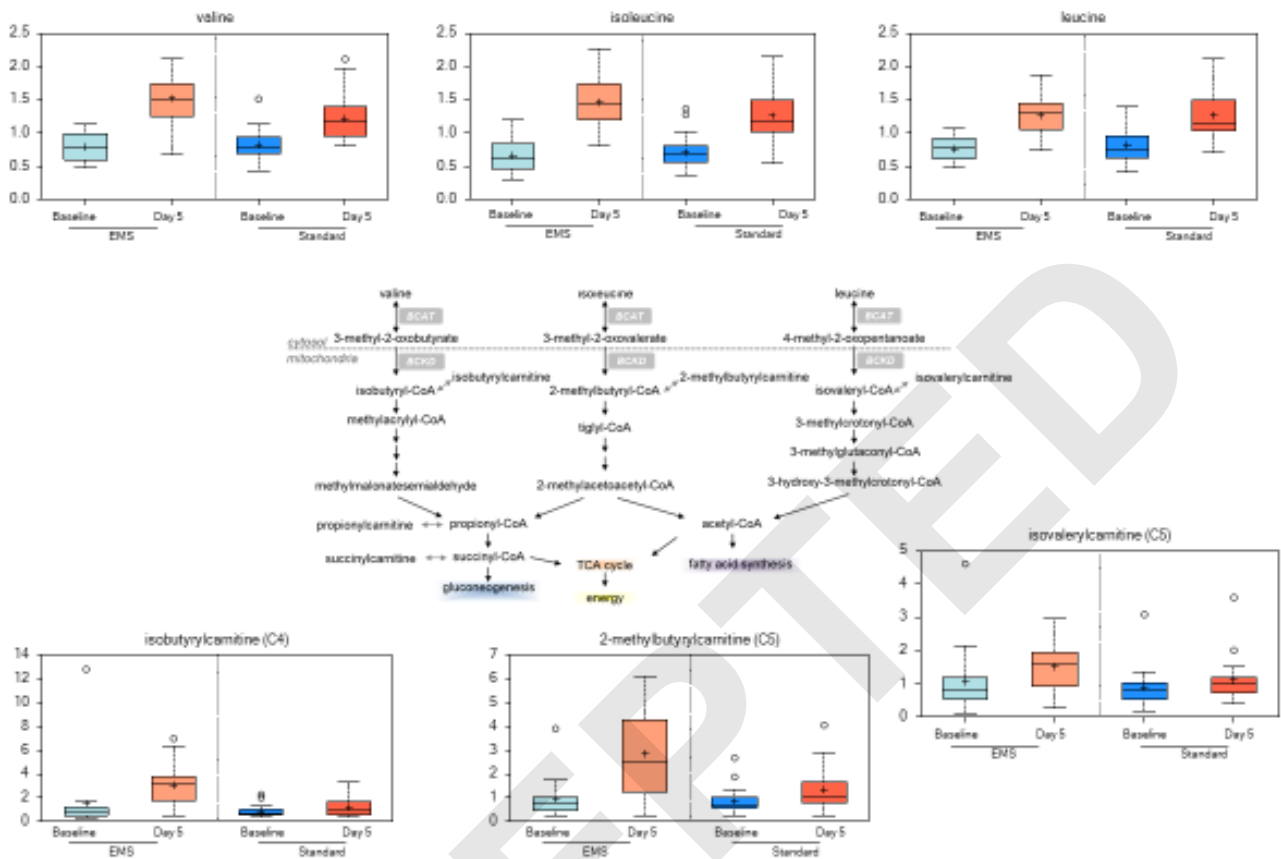 valine
isoleucine
leucine
2.5
2.0
1.5
1.0
0.5
0.0
Baseline Day 5 Baseline Day 5
EMS Standard
2.5
2.0
1.5
1.0
0.5
0.0
Baseline Day 5 Baseline Day 5
EMS Standard
2.5
2.0
1.5
1.0
0.5
0.0
Baseline Day 5 Baseline Day 5
EMS Standard
valine isoleucine leucine
BCAT BCAT BCAT
3-methyl-2-oxobutyrate 3-methyl-2-oxovalerate 4-methyl-2-oxopentanoate
cytosol
mitochondria
BCKD BCKD BCKD
isobutyrylcarnitine 2-methylbutyrylcarnitine isovalerylcarnitine
isobutyryl-CoA 2-methylbutyryl-CoA isovaleryl-CoA
methylacrylyl-CoA tiglyl-CoA 3-methylcrotonyl-CoA
3-methylglutaconyl-CoA
methylmalonatesemialdehyde 2-methylacetoacetyl-CoA 3-hydroxy-3-methylcrotonyl-CoA
propionylcarnitine propionyl-CoA acetyl-CoA
succinylcarnitine succinyl-CoA TCA cycle fatty acid synthesis
gluconeogenesis energy
isovalerylcarnitine (C5)
5
4
3
2
1
0
Baseline Day 5 Baseline Day 5
EMS Standard
isobutyrylcarnitine (C4)
14
12
10
8
6
4
2
0
Baseline Day 5 Baseline Day 5
EMS Standard
2-methylbutyrylcarnitine (C5)
7
6
5
4
3
2
1
0
Baseline Day 5 Baseline Day 5
EMS Standard
EPTED